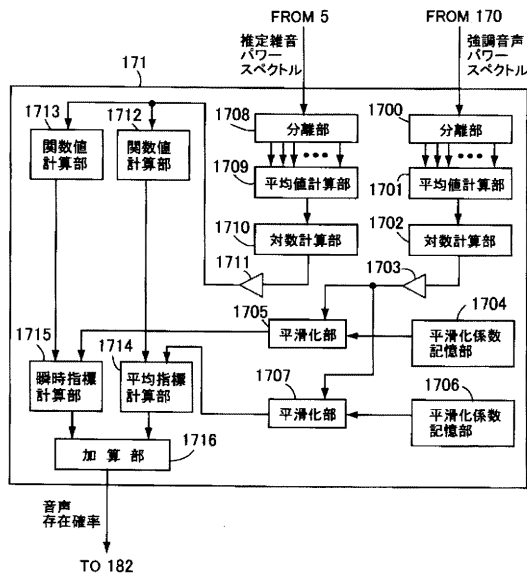 FROM 5
FROM 170
推定雑音
パワー
スペクトル
強調音声
パワー
スペクトル
171
1713
1712
1708
1700
関数値
計算部
関数値
計算部
分離部
分離部
1709
1701
平均値計算部
平均値計算部
1710
1702
対数計算部
対数計算部
1711
1703
1705
1704
平滑化部
平滑化係数
記憶部
1715
1714
1707
1706
瞬時指標
計算部
平均指標
計算部
平滑化部
平滑化係数
記憶部
1716
加算部
音声
存在確率
TO 182